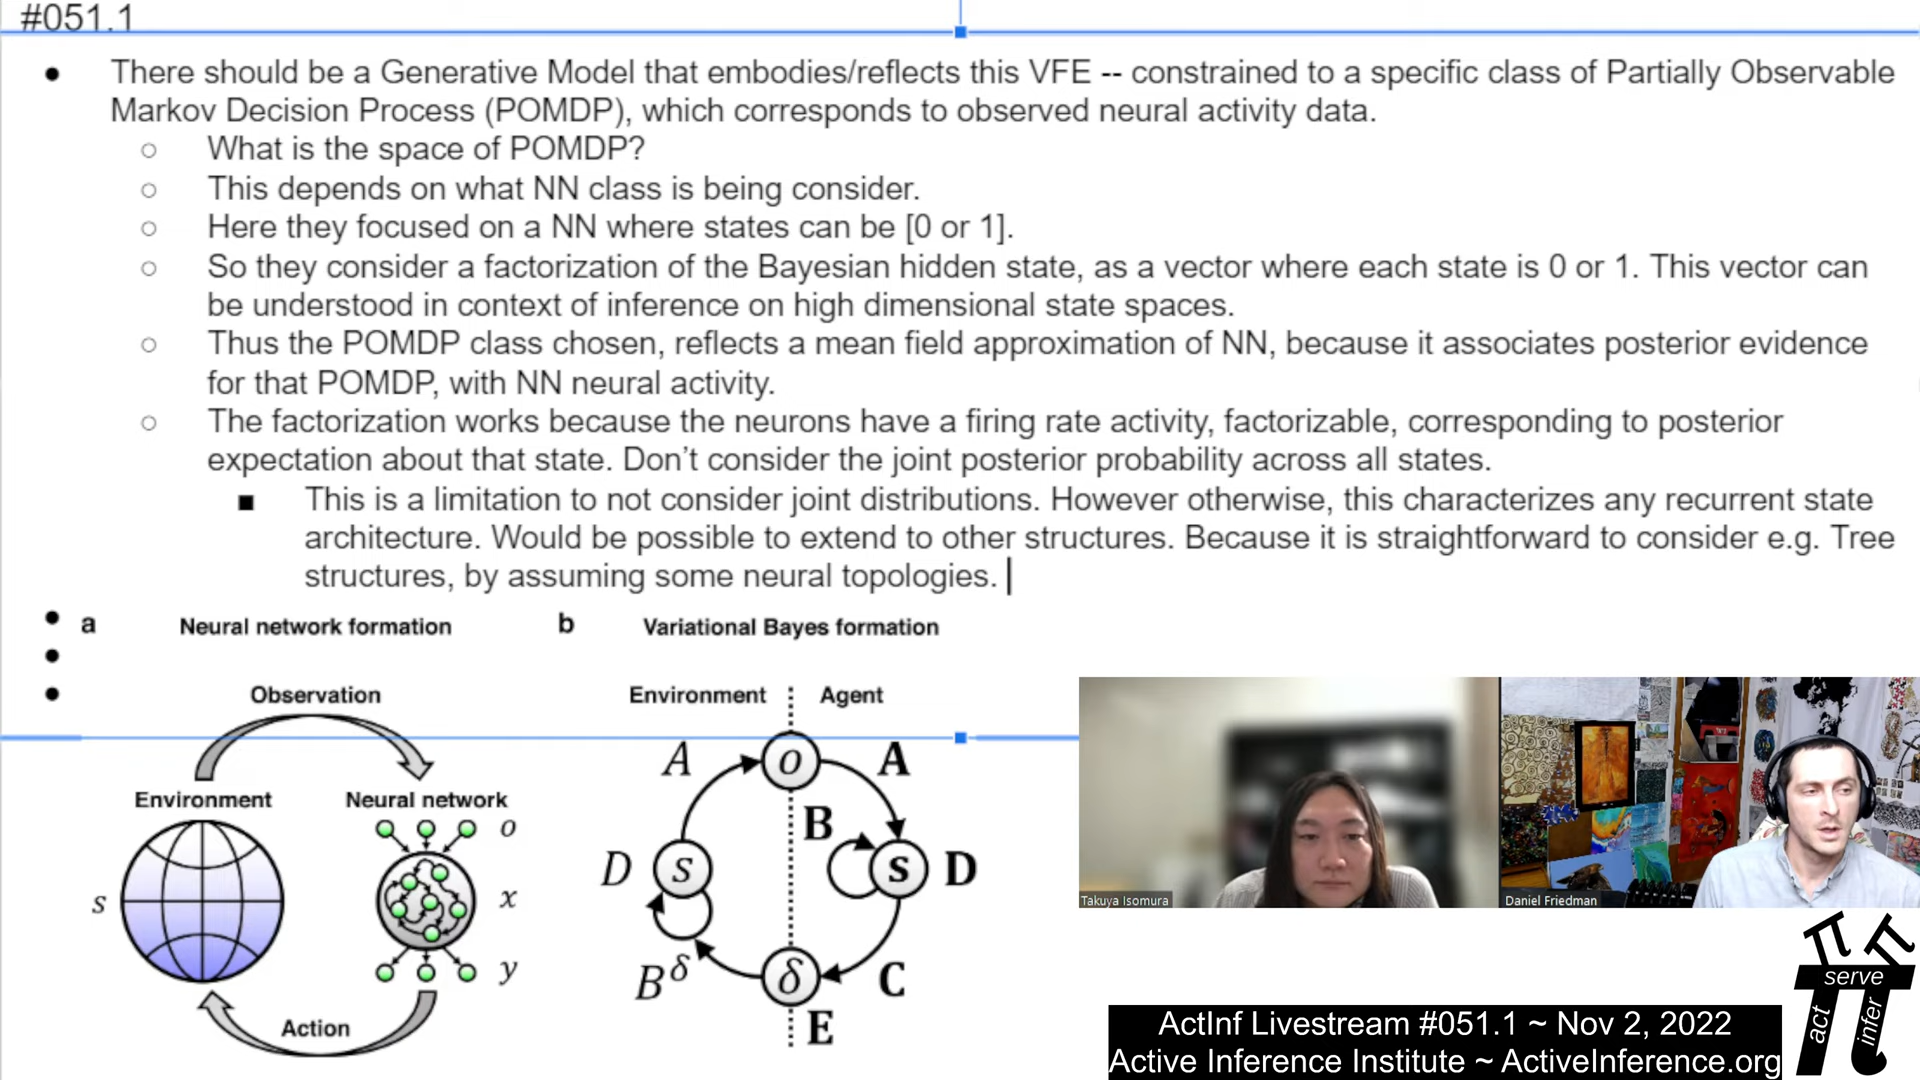 #051.1
● There should be a Generative Model that embodies/reflects this VFE -- constrained to a specific class of Partially Observable
Markov Decision Process (POMDP), which corresponds to observed neural activity data.
○ What is the space of POMDP?
○ This depends on what NN class is being consider.
○ Here they focused on a NN where states can be [0 or 1].
○ So they consider a factorization of the Bayesian hidden state, as a vector where each state is 0 or 1. This vector can
be understood in context of inference on high dimensional state spaces.
○ Thus the POMDP class chosen, reflects a mean field approximation of NN, because it associates posterior evidence
for that POMDP, with NN neural activity.
○ The factorization works because the neurons have a firing rate activity, factorizable, corresponding to posterior
expectation about that state. Don't consider the joint posterior probability across all states.
■ This is a limitation to not consider joint distributions. However otherwise, this characterizes any recurrent state
architecture. Would be possible to extend to other structures. Because it is straightforward to consider e.g. Tree
structures, by assuming some neural topologies.
a Neural network formation
Observation
Environment Neural network
o
s
x
y
Action
b Variational Bayes formation
Environment Agent
A o A
B
D s s D
B^δ δ C
E
Takuya Isomura
Daniel Friedman
π π
π
serve
act
infer
ActInf Livestream #051.1 ~ Nov 2, 2022
Active Inference Institute ~ ActiveInference.org